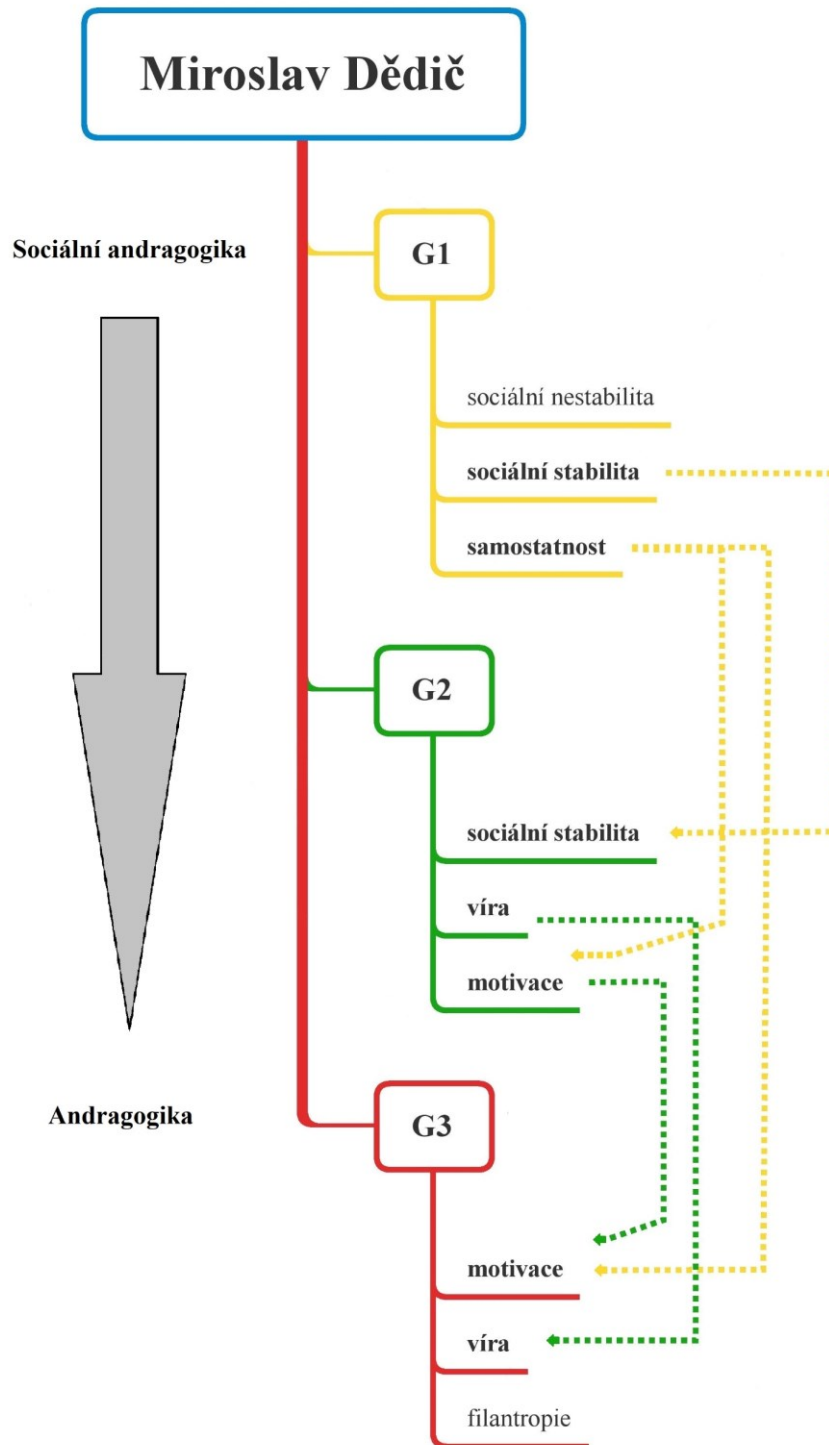 Miroslav Dědič
Sociální andragogika
G1
sociální nestabilita
sociální stabilita
samostatnost
G2
sociální stabilita
víra
motivace
Andragogika
G3
motivace
víra
filantropie